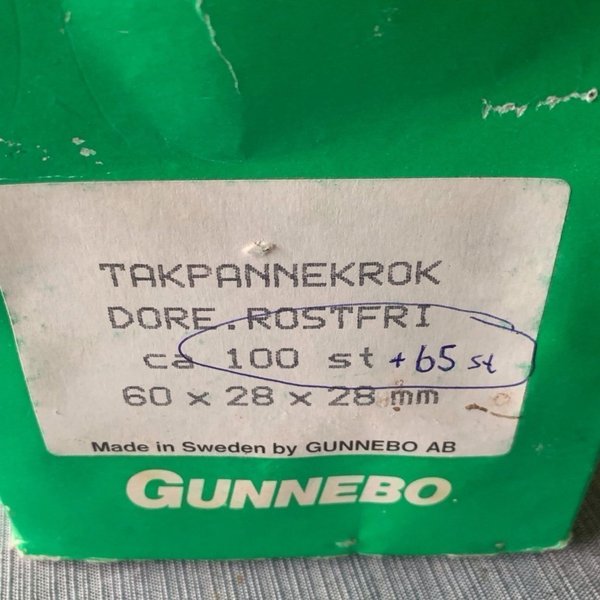 TAKPANNEKROK
DORE.ROSTFRI
ca 100 st + 65 st
60 x 28 x 28 mm
Made in Sweden by GUNNEBO AB
GUNNEBO